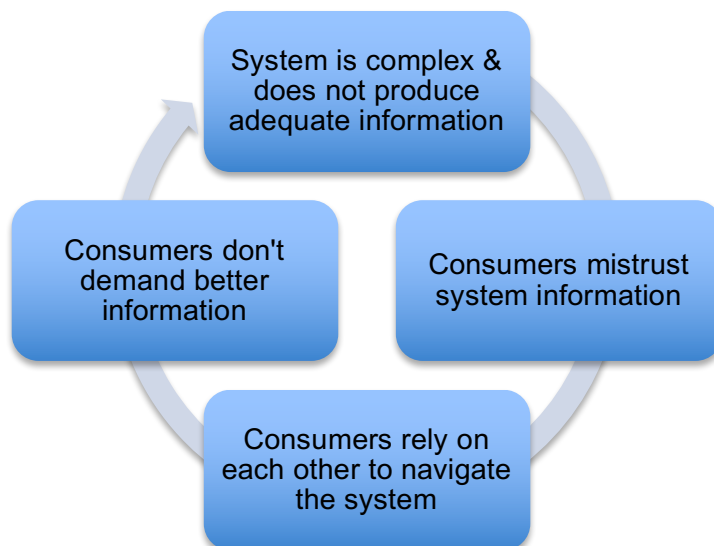 System is complex &
does not produce
adequate information
Consumers mistrust
system information
Consumers rely on
each other to navigate
the system
Consumers don't
demand better
information